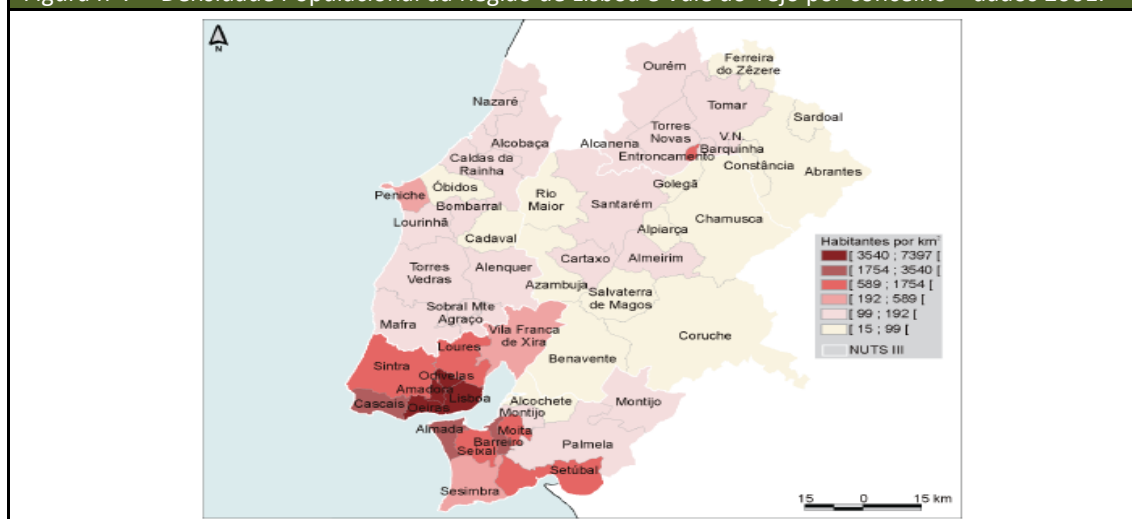 N
Ourém
Ferreira
do Zêzere
Nazaré
Tomar
Sardoal
Alcobaça
Alcanena
Torres
Novas
V.N.
Barquinha
Caldas da
Rainha
Entroncamento
Constância
Abrantes
Peniche
Óbidos
Rio
Maior
Golegã
Bombarral
Santarém
Chamusca
Lourinhã
Alpiarça
Cadaval
Cartaxo
Almeirim
Torres
Vedras
Alenquer
Azambuja
Salvaterra
de Magos
Sobral Mte
Agraço
Mafra
Vila Franca
de Xira
Coruche
Loures
Sintra
Benavente
Odivelas
Amadora
Lisboa
Cascais
Oeiras
Alcochete
Montijo
Montijo
Almada
Moita
Barreiro
Seixal
Palmela
Setúbal
Sesimbra
Habitantes por km²
[ 3540 ; 7397 [
[ 1754 ; 3540 [
[ 589 ; 1754 [
[ 192 ; 589 [
[ 99 ; 192 [
[ 15 ; 99 [
NUTS III
15 0 15 km